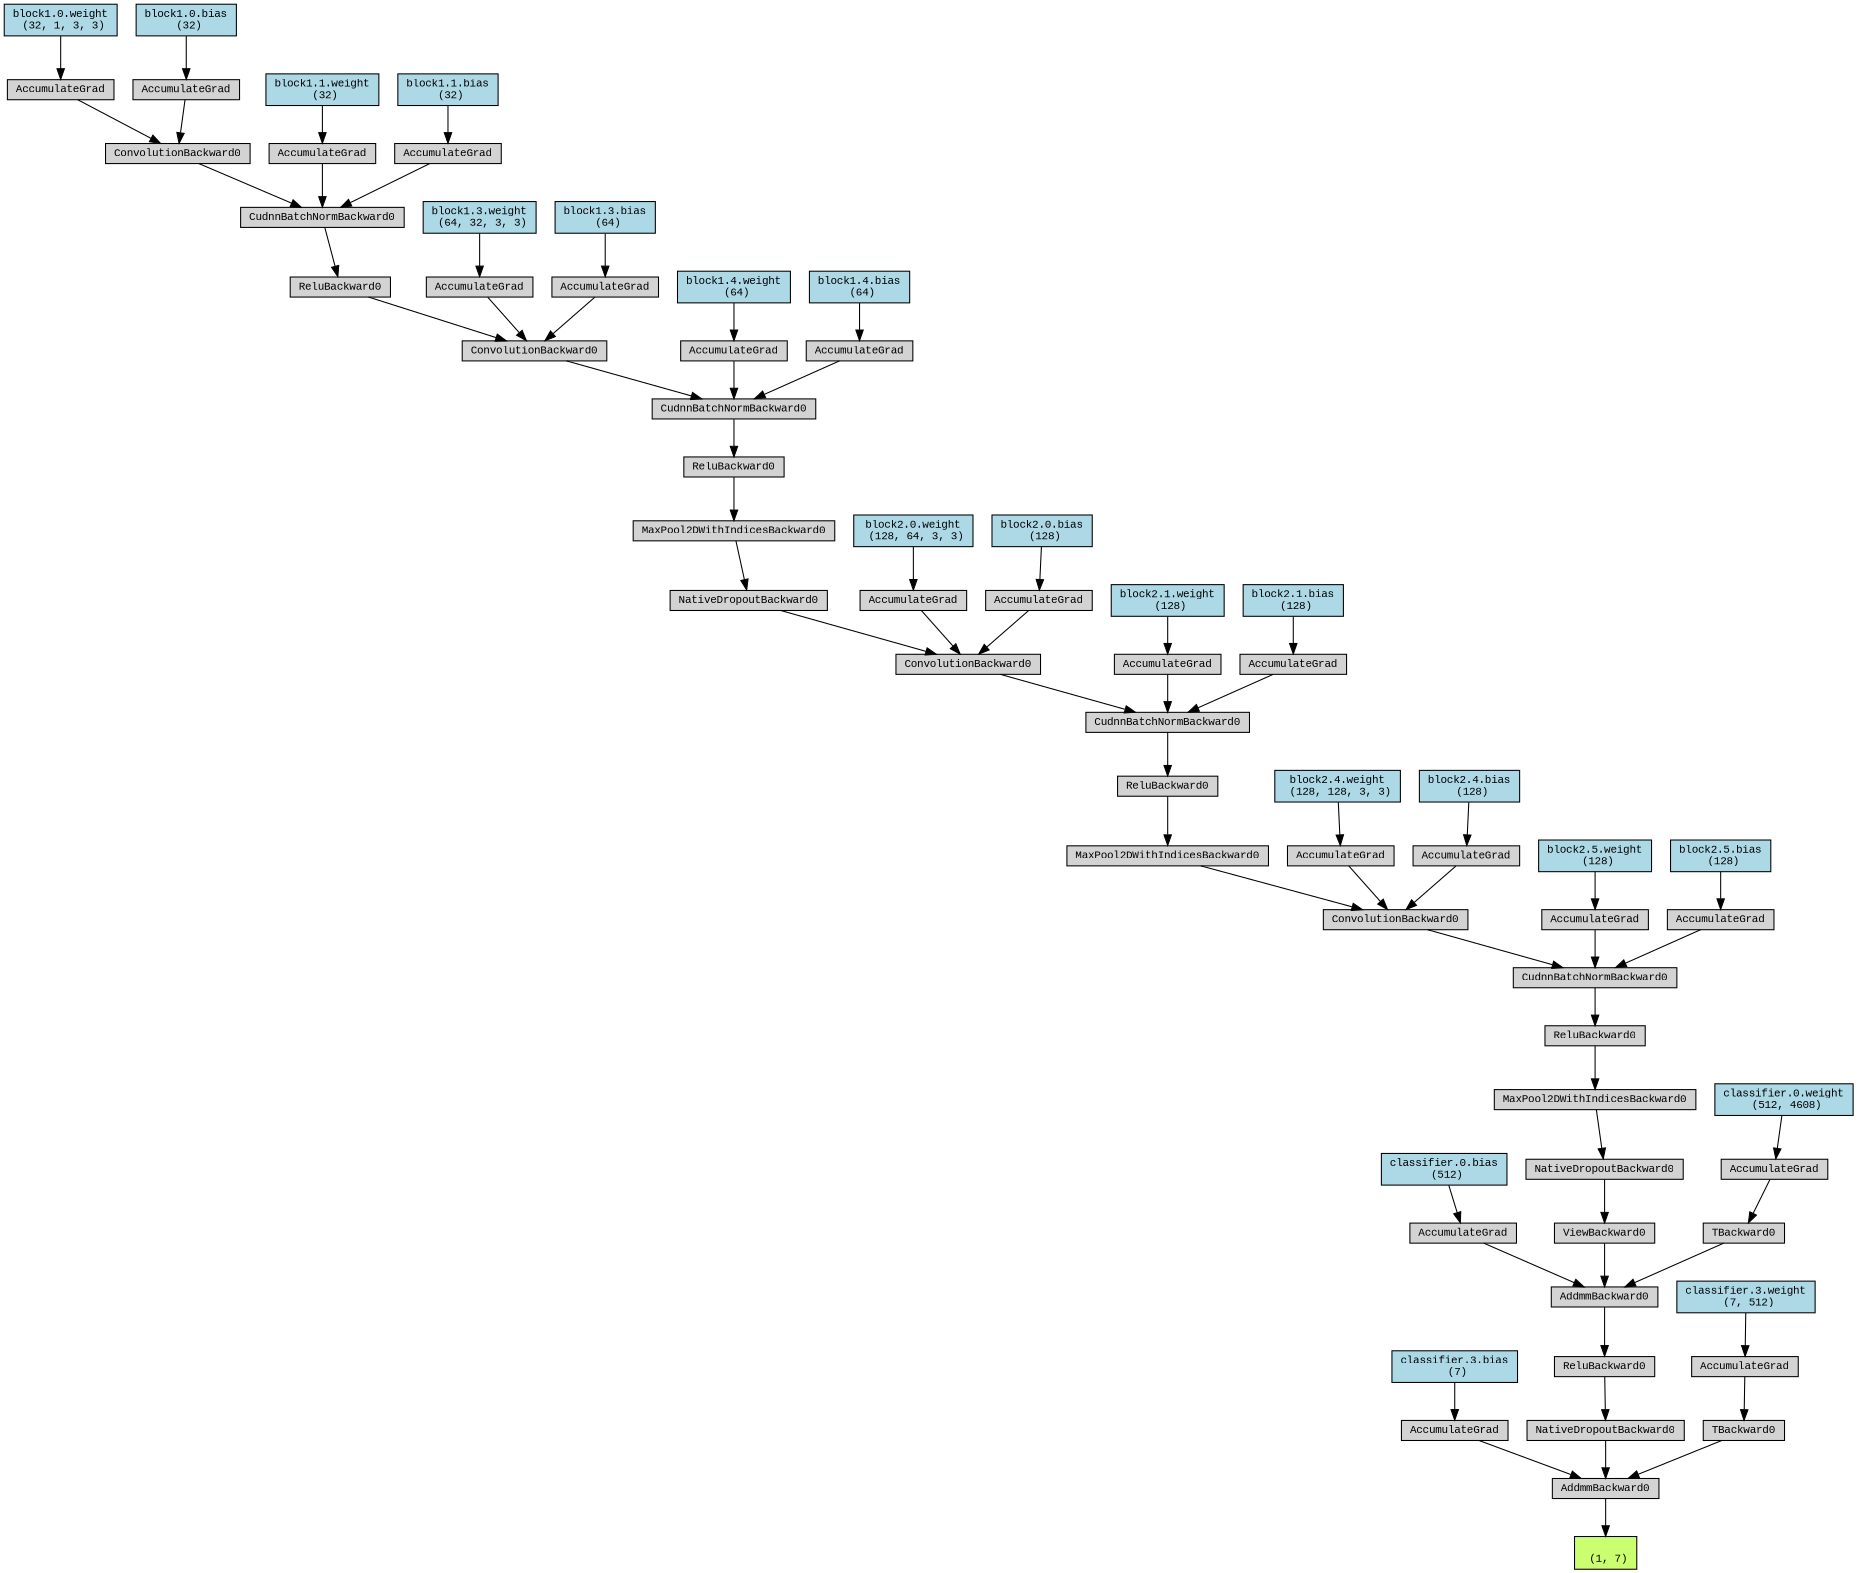 block1.0.weight
(32, 1, 3, 3)
block1.0.bias
(32)
AccumulateGrad
AccumulateGrad
block1.1.weight
(32)
block1.1.bias
(32)
ConvolutionBackward0
AccumulateGrad
AccumulateGrad
CudnnBatchNormBackward0
block1.3.weight
(64, 32, 3, 3)
block1.3.bias
(64)
ReluBackward0
AccumulateGrad
AccumulateGrad
block1.4.weight
(64)
block1.4.bias
(64)
ConvolutionBackward0
AccumulateGrad
AccumulateGrad
CudnnBatchNormBackward0
ReluBackward0
MaxPool2DWithIndicesBackward0
block2.0.weight
(128, 64, 3, 3)
block2.0.bias
(128)
NativeDropoutBackward0
AccumulateGrad
AccumulateGrad
block2.1.weight
(128)
block2.1.bias
(128)
ConvolutionBackward0
AccumulateGrad
AccumulateGrad
CudnnBatchNormBackward0
ReluBackward0
block2.4.weight
(128, 128, 3, 3)
block2.4.bias
(128)
MaxPool2DWithIndicesBackward0
AccumulateGrad
AccumulateGrad
block2.5.weight
(128)
block2.5.bias
(128)
ConvolutionBackward0
AccumulateGrad
AccumulateGrad
CudnnBatchNormBackward0
ReluBackward0
MaxPool2DWithIndicesBackward0
classifier.0.weight
(512, 4608)
classifier.0.bias
(512)
NativeDropoutBackward0
AccumulateGrad
AccumulateGrad
ViewBackward0
TBackward0
AddmmBackward0
classifier.3.weight
(7, 512)
classifier.3.bias
(7)
ReluBackward0
AccumulateGrad
AccumulateGrad
NativeDropoutBackward0
TBackward0
AddmmBackward0
(1, 7)